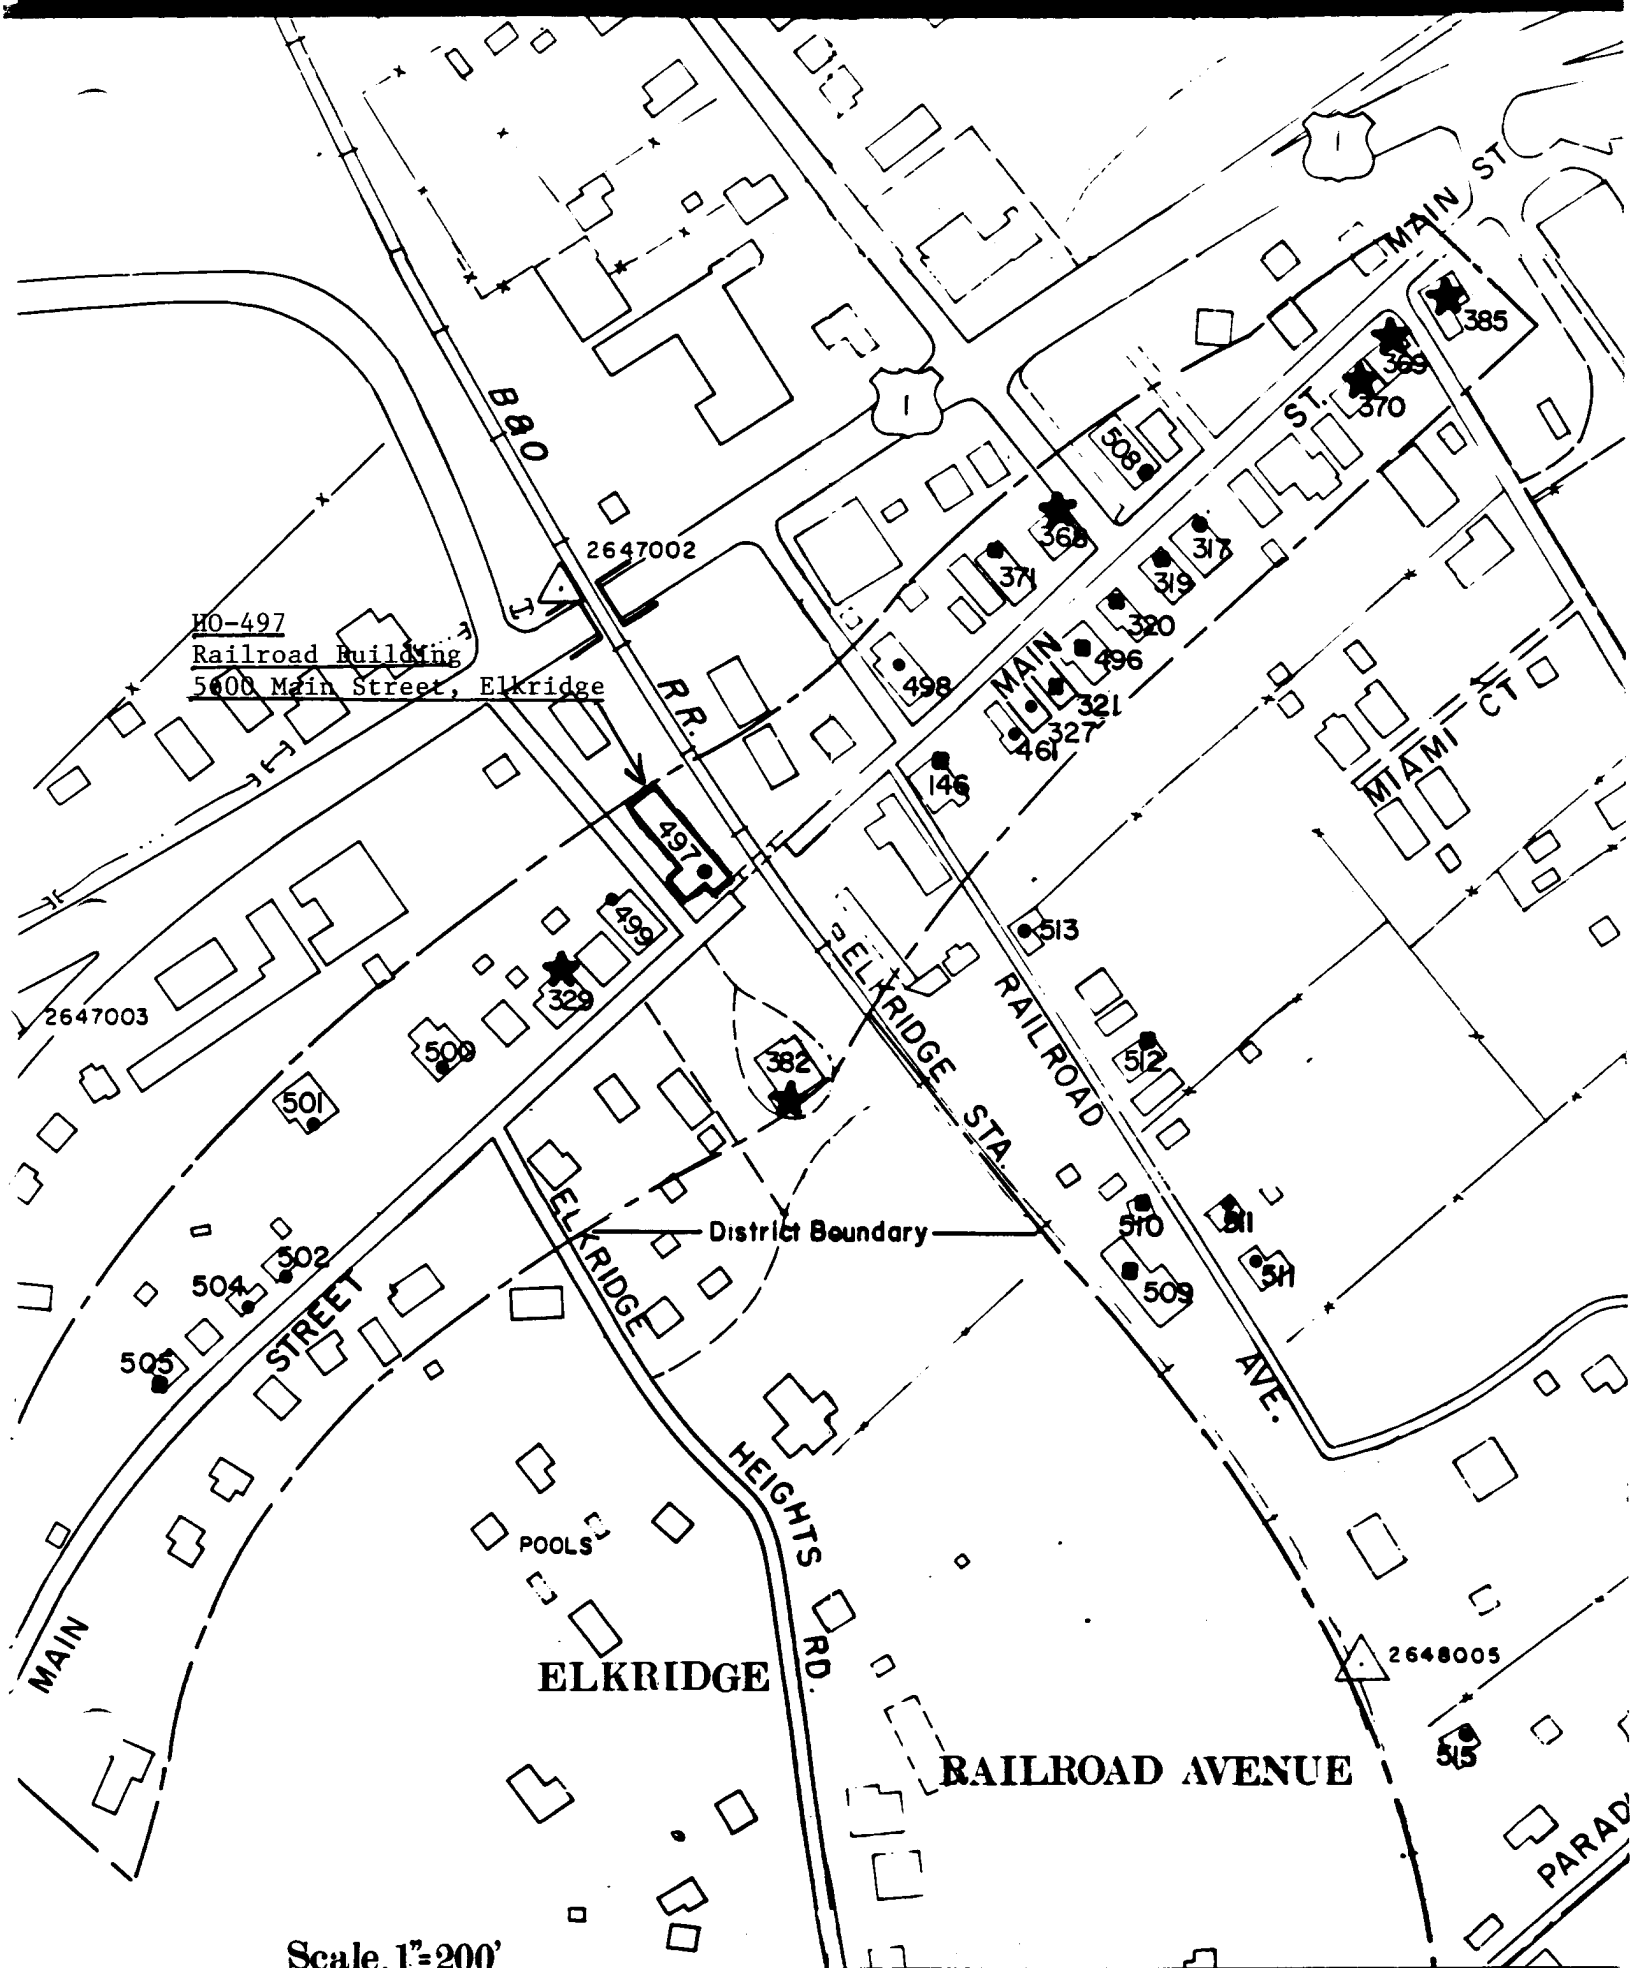 1
MAIN ST
385
369
370
ST.
B&O
1
508
368
317
371
319
2647002
320
HO-497
Railroad Building
5600 Main Street, Elkridge
MAIN
496
498
321
327
461
R.R.
MIAMI CT
146
497
499
513
329
ELKRIDGE STA.
RAILROAD AVE.
2647003
500
382
512
501
510
511
District Boundary
502
504
511
509
STREET
505
ELKRIDGE HEIGHTS RD.
POOLS
MAIN
ELKRIDGE
2648005
515
RAILROAD AVENUE
PARAD
Scale, 1"=200'